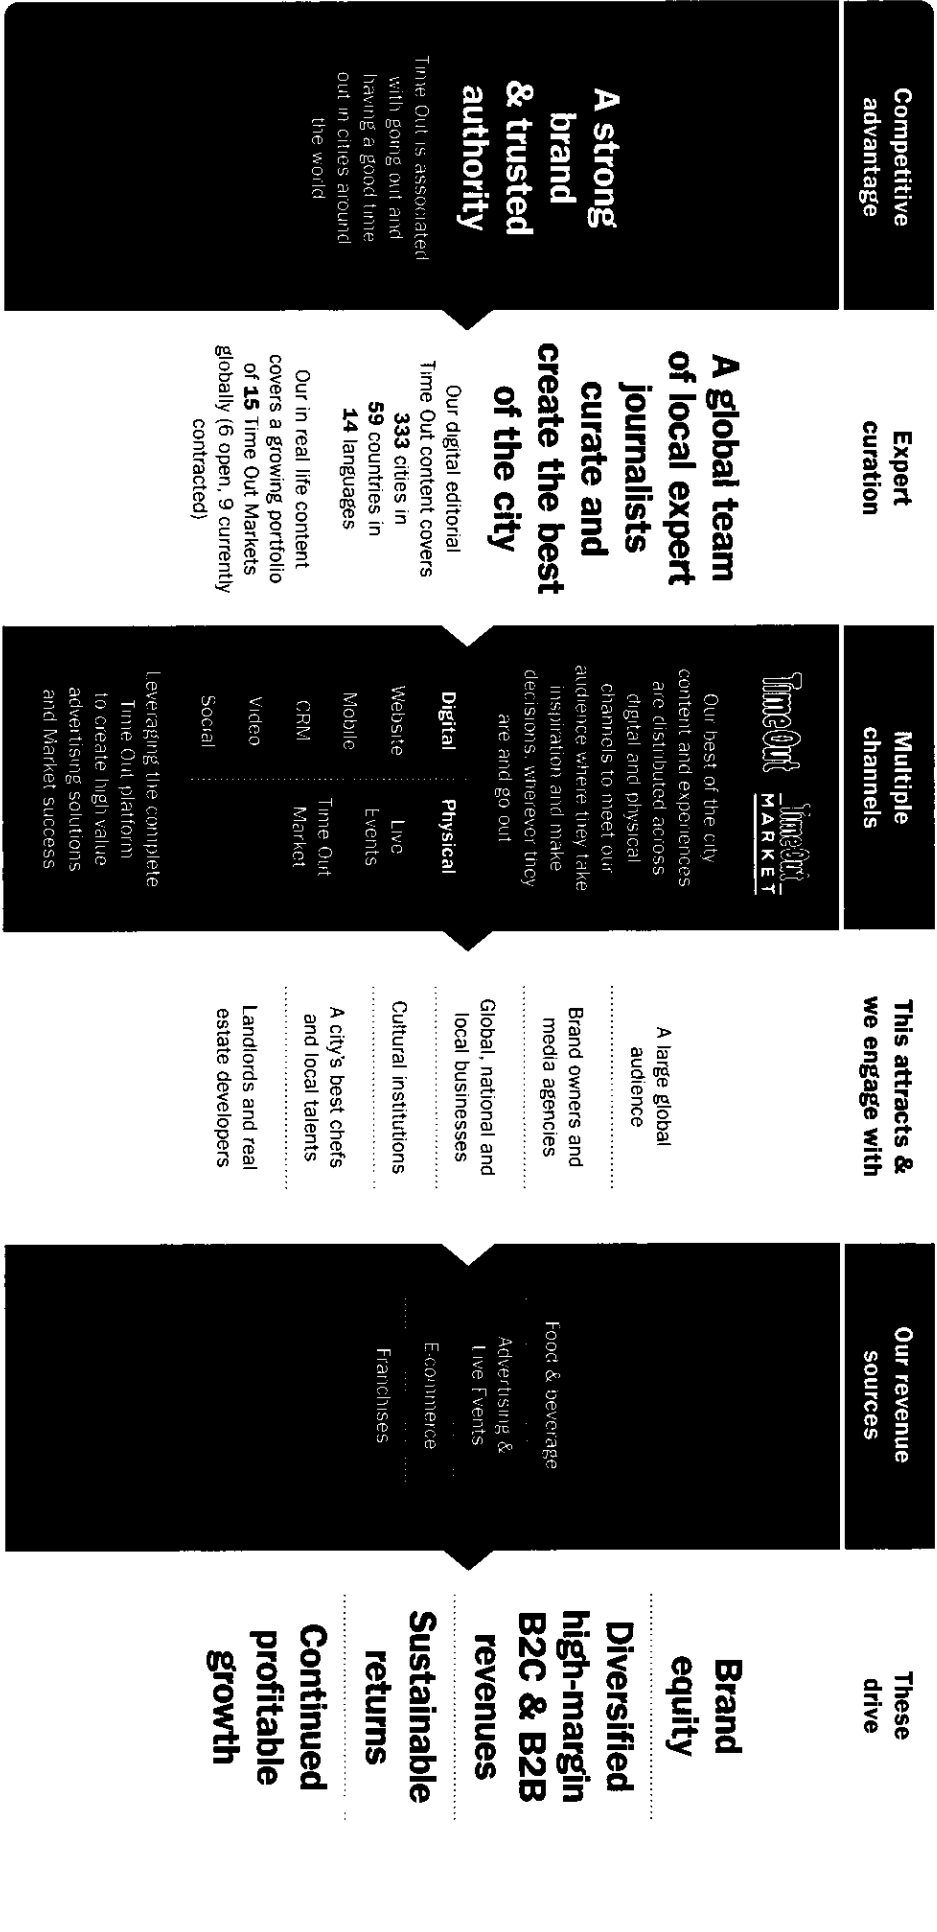 Competitive
advantage
A strong
brand
& trusted
authority
Time Out is associated
with going out and
having a good time
out in cities around
the world
Expert
curation
A global team
of local expert
journalists
curate and
create the best
of the city
Our digital editorial
Time Out content covers
333 cities in
59 countries in
14 languages
Our in real life content
covers a growing portfolio
of 15 Time Out Markets
globally (6 open, 9 currently
contracted)
Multiple
channels
TimeOut
TimeOut
MARKET
Our best of the city
content and experiences
are distributed across
digital and physical
channels to meet our
audience where they take
inspiration and make
decisions, wherever they
are and go out
Digital
Website
Mobile
CRM
Video
Social
Physical
Live
Events
Time Out
Market
Leveraging the complete
Time Out platform
to create high value
advertising solutions
and Market success
This attracts &
we engage with
A large global
audience
Brand owners and
media agencies
Global, national and
local businesses
Cultural institutions
A city's best chefs
and local talents
Landlords and real
estate developers
Our revenue
sources
Food & beverage
Advertising &
Live Events
E-commerce
Franchises
These
drive
Brand
equity
Diversified
high-margin
B2C & B2B
revenues
Sustainable
returns
Continued
profitable
growth